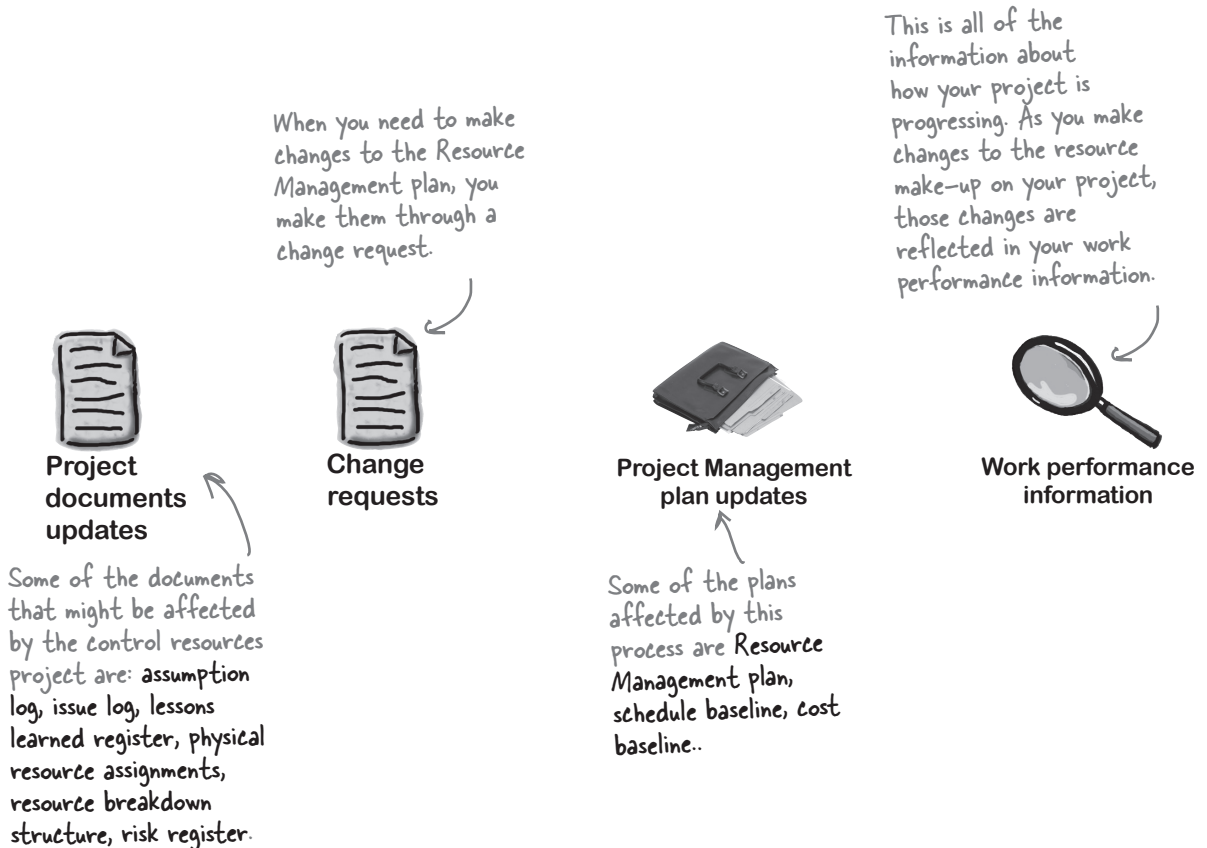 This is all of the
information about
how your project is
progressing. As you make
changes to the resource
make-up on your project,
those changes are
reflected in your work
performance information.
When you need to make
changes to the Resource
Management plan, you
make them through a
change request.
Project
documents
updates
Change
requests
Project Management
plan updates
Work performance
information
Some of the documents
that might be affected
by the control resources
project are: assumption
log, issue log, lessons
learned register, physical
resource assignments,
resource breakdown
structure, risk register.
Some of the plans
affected by this
process are Resource
Management plan,
schedule baseline, cost
baseline..